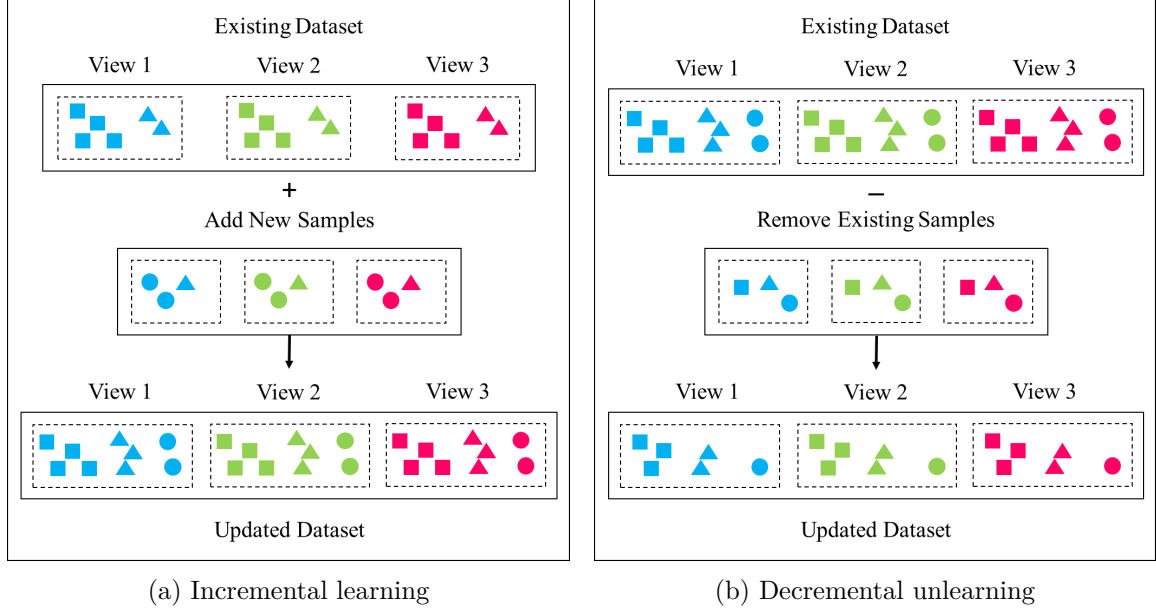 Existing Dataset
View 1 View 2 View 3
+
Add New Samples
View 1 View 2 View 3
Updated Dataset
(a) Incremental learning
Existing Dataset
View 1 View 2 View 3
−
Remove Existing Samples
View 1 View 2 View 3
Updated Dataset
(b) Decremental unlearning